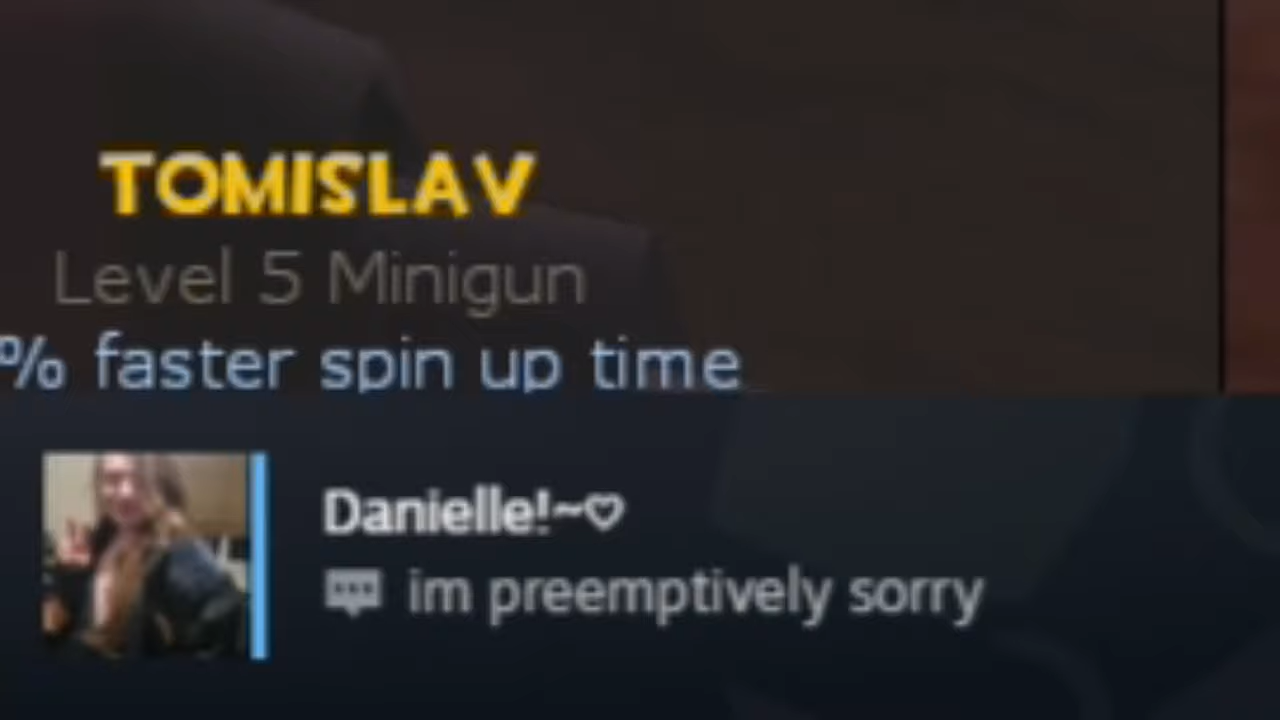 TOMISLAV
Level 5 Minigun
% faster spin up time
Danielle!~♡
im preemptively sorry